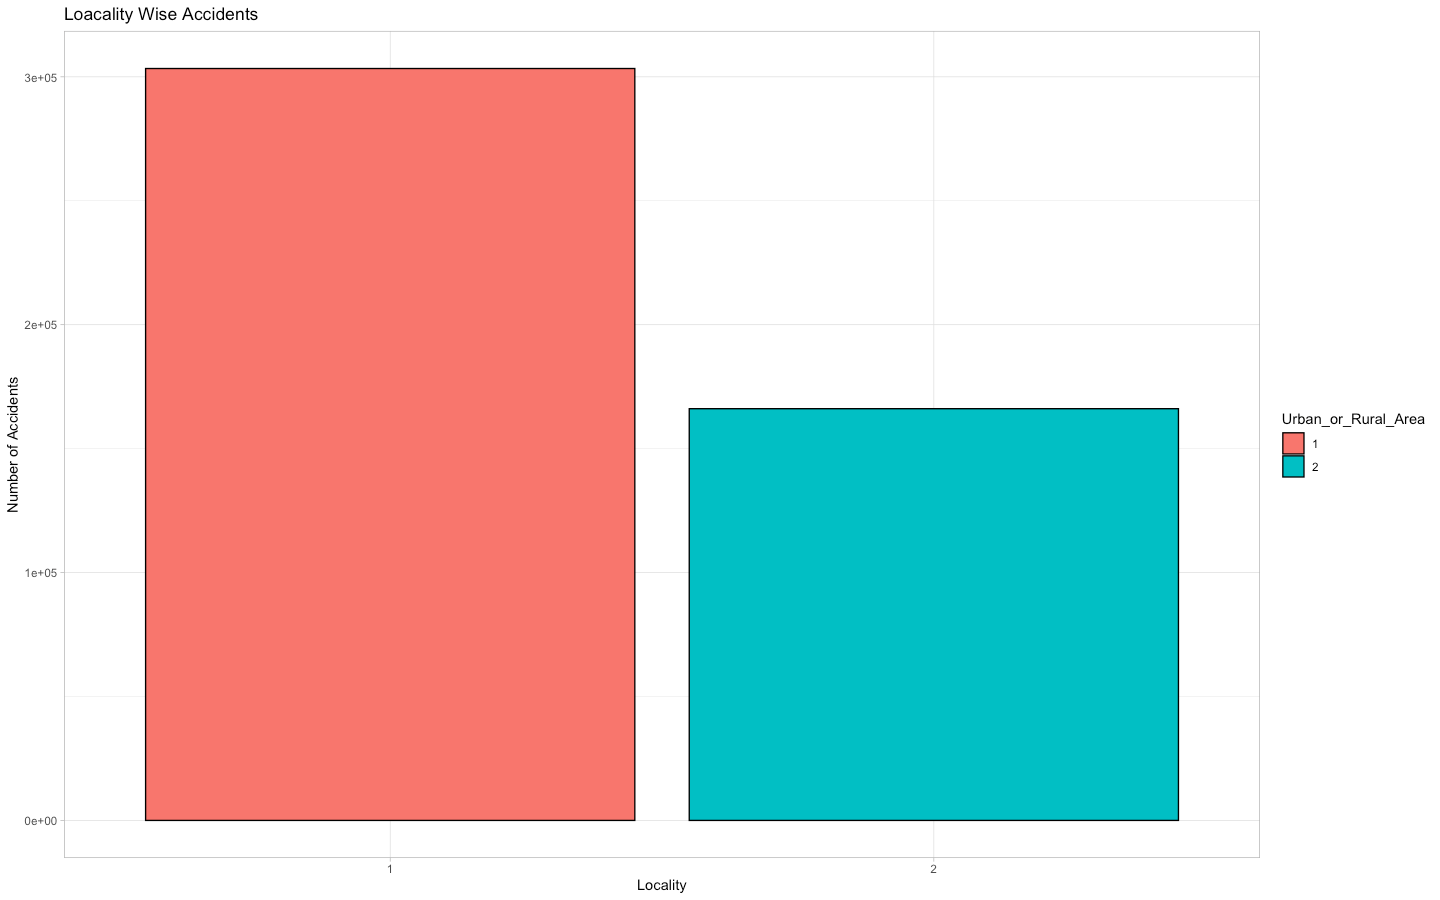 Loacality Wise Accidents
3e+05
2e+05
1e+05
0e+00
Number of Accidents
1
2
Locality
Urban_or_Rural_Area
1
2